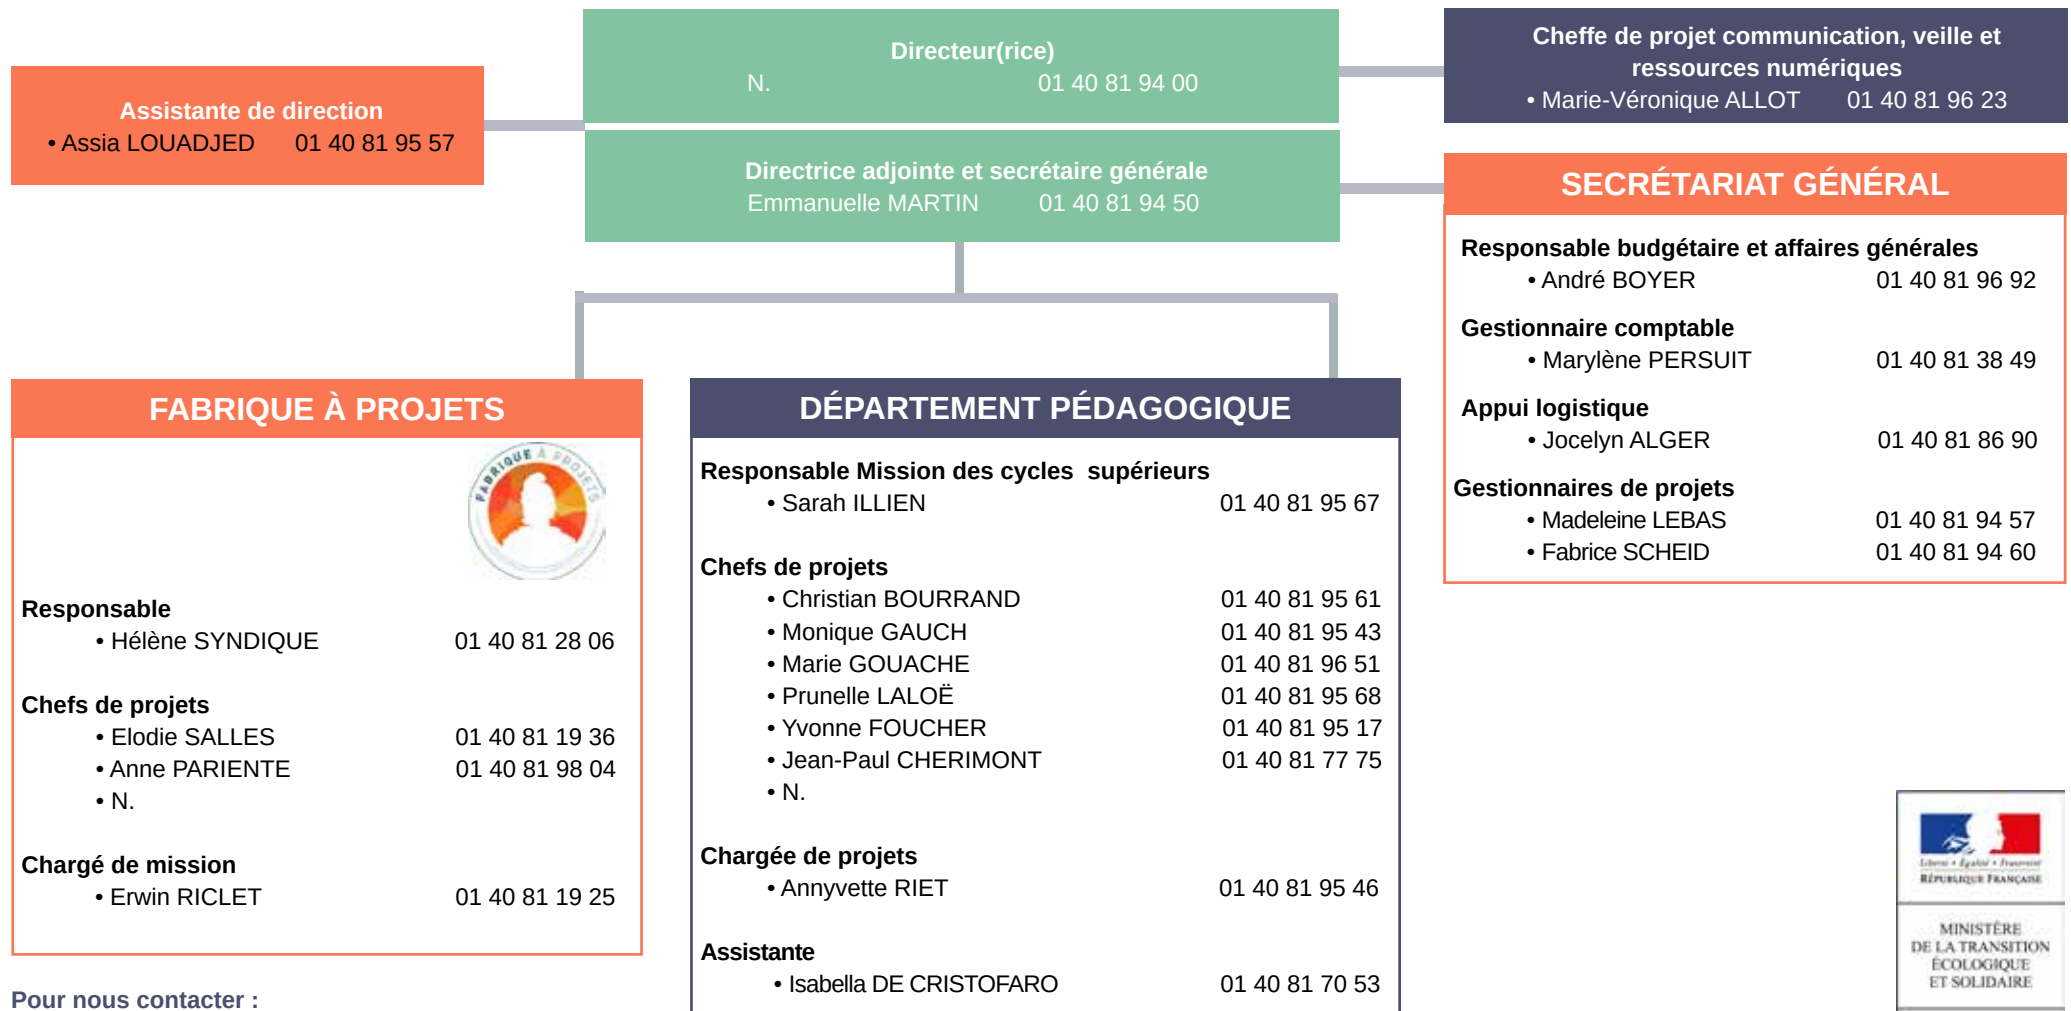 Directeur(rice)
N. 01 40 81 94 00
Cheffe de projet communication, veille et
ressources numériques
• Marie-Véronique ALLOT 01 40 81 96 23
Assistante de direction
• Assia LOUADJED 01 40 81 95 57
Directrice adjointe et secrétaire générale
Emmanuelle MARTIN 01 40 81 94 50
SECRÉTARIAT GÉNÉRAL
Responsable budgétaire et affaires générales
• André BOYER 01 40 81 96 92
Gestionnaire comptable
• Marylène PERSUIT 01 40 81 38 49
Appui logistique
• Jocelyn ALGER 01 40 81 86 90
Gestionnaires de projets
• Madeleine LEBAS 01 40 81 94 57
• Fabrice SCHEID 01 40 81 94 60
FABRIQUE À PROJETS
FABRIQUE À PROJETS
Responsable
• Hélène SYNDIQUE 01 40 81 28 06
Chefs de projets
• Elodie SALLES 01 40 81 19 36
• Anne PARIENTE 01 40 81 98 04
• N.
Chargé de mission
• Erwin RICLET 01 40 81 19 25
DÉPARTEMENT PÉDAGOGIQUE
Responsable Mission des cycles supérieurs
• Sarah ILLIEN 01 40 81 95 67
Chefs de projets
• Christian BOURRAND 01 40 81 95 61
• Monique GAUCH 01 40 81 95 43
• Marie GOUACHE 01 40 81 96 51
• Prunelle LALOË 01 40 81 95 68
• Yvonne FOUCHER 01 40 81 95 17
• Jean-Paul CHERIMONT 01 40 81 77 75
• N.
Chargée de projets
• Annyvette RIET 01 40 81 95 46
Assistante
• Isabella DE CRISTOFARO 01 40 81 70 53
Pour nous contacter :
Liberté • Égalité • Fraternité
RÉPUBLIQUE FRANÇAISE
MINISTÈRE
DE LA TRANSITION
ÉCOLOGIQUE
ET SOLIDAIRE